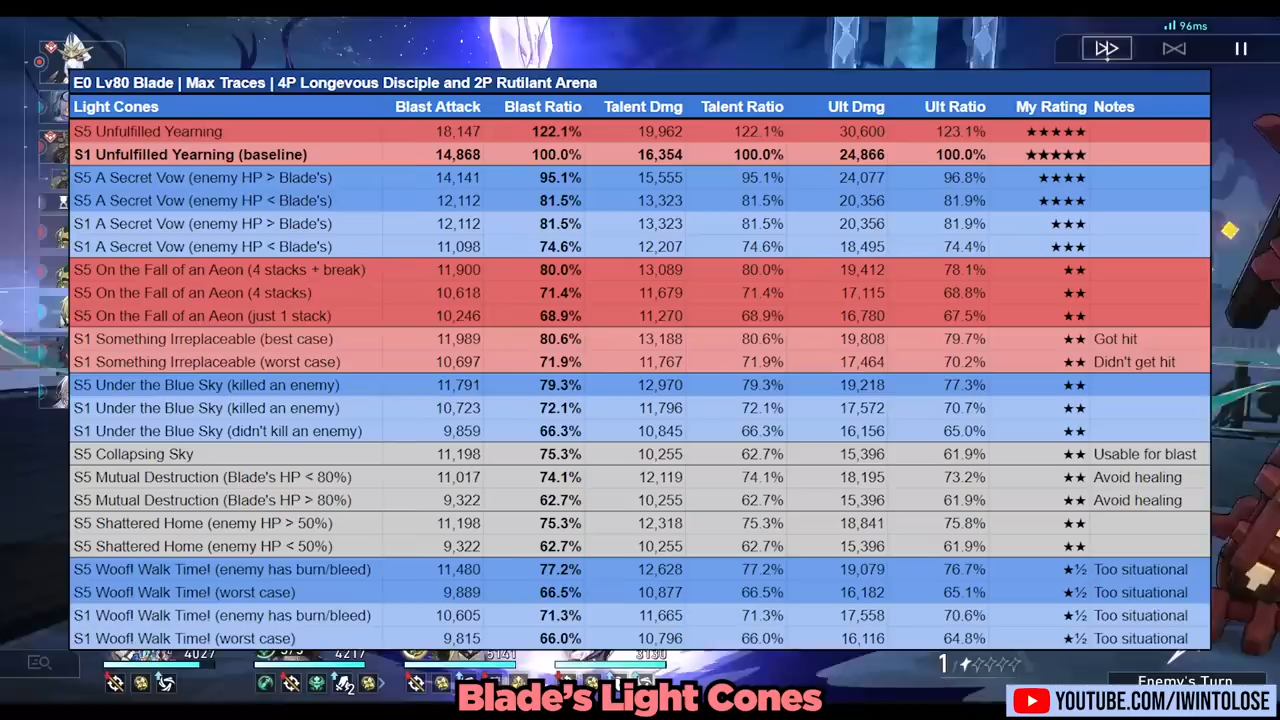 96ms
E0 Lv80 Blade | Max Traces | 4P Longevous Disciple and 2P Rutilant Arena
Light Cones Blast Attack Blast Ratio Talent Dmg Talent Ratio Ult Dmg Ult Ratio My Rating Notes
S5 Unfulfilled Yearning 18,147 122.1% 19,962 122.1% 30,600 123.1% ★★★★★
S1 Unfulfilled Yearning (baseline) 14,868 100.0% 16,354 100.0% 24,866 100.0% ★★★★★
S5 A Secret Vow (enemy HP > Blade's) 14,141 95.1% 15,555 95.1% 24,077 96.8% ★★★★
S5 A Secret Vow (enemy HP < Blade's) 12,112 81.5% 13,323 81.5% 20,356 81.9% ★★★★
S1 A Secret Vow (enemy HP > Blade's) 12,112 81.5% 13,323 81.5% 20,356 81.9% ★★★
S1 A Secret Vow (enemy HP < Blade's) 11,098 74.6% 12,207 74.6% 18,495 74.4% ★★★
S5 On the Fall of an Aeon (4 stacks + break) 11,900 80.0% 13,089 80.0% 19,412 78.1% ★★
S5 On the Fall of an Aeon (4 stacks) 10,618 71.4% 11,679 71.4% 17,115 68.8% ★★
S5 On the Fall of an Aeon (just 1 stack) 10,246 68.9% 11,270 68.9% 16,780 67.5% ★★
S1 Something Irreplaceable (best case) 11,989 80.6% 13,188 80.6% 19,808 79.7% ★★ Got hit
S1 Something Irreplaceable (worst case) 10,697 71.9% 11,767 71.9% 17,464 70.2% ★★ Didn't get hit
S5 Under the Blue Sky (killed an enemy) 11,791 79.3% 12,970 79.3% 19,218 77.3% ★★
S1 Under the Blue Sky (killed an enemy) 10,723 72.1% 11,796 72.1% 17,572 70.7% ★★
S1 Under the Blue Sky (didn't kill an enemy) 9,859 66.3% 10,845 66.3% 16,156 65.0% ★★
S5 Collapsing Sky 11,198 75.3% 10,255 62.7% 15,396 61.9% ★★ Usable for blast
S5 Mutual Destruction (Blade's HP < 80%) 11,017 74.1% 12,119 74.1% 18,195 73.2% ★★ Avoid healing
S5 Mutual Destruction (Blade's HP > 80%) 9,322 62.7% 10,255 62.7% 15,396 61.9% ★★ Avoid healing
S5 Shattered Home (enemy HP > 50%) 11,198 75.3% 12,318 75.3% 18,841 75.8% ★★
S5 Shattered Home (enemy HP < 50%) 9,322 62.7% 10,255 62.7% 15,396 61.9% ★★
S5 Woof! Walk Time! (enemy has burn/bleed) 11,480 77.2% 12,628 77.2% 19,079 76.7% ★½ Too situational
S5 Woof! Walk Time! (worst case) 9,889 66.5% 10,877 66.5% 16,182 65.1% ★½ Too situational
S1 Woof! Walk Time! (enemy has burn/bleed) 10,605 71.3% 11,665 71.3% 17,558 70.6% ★½ Too situational
S1 Woof! Walk Time! (worst case) 9,815 66.0% 10,796 66.0% 16,116 64.8% ★½ Too situational
4027 4217 5141 3130
1
2
Enemy's Turn
Blade's Light Cones
YOUTUBE.COM/IWINTOLOSE